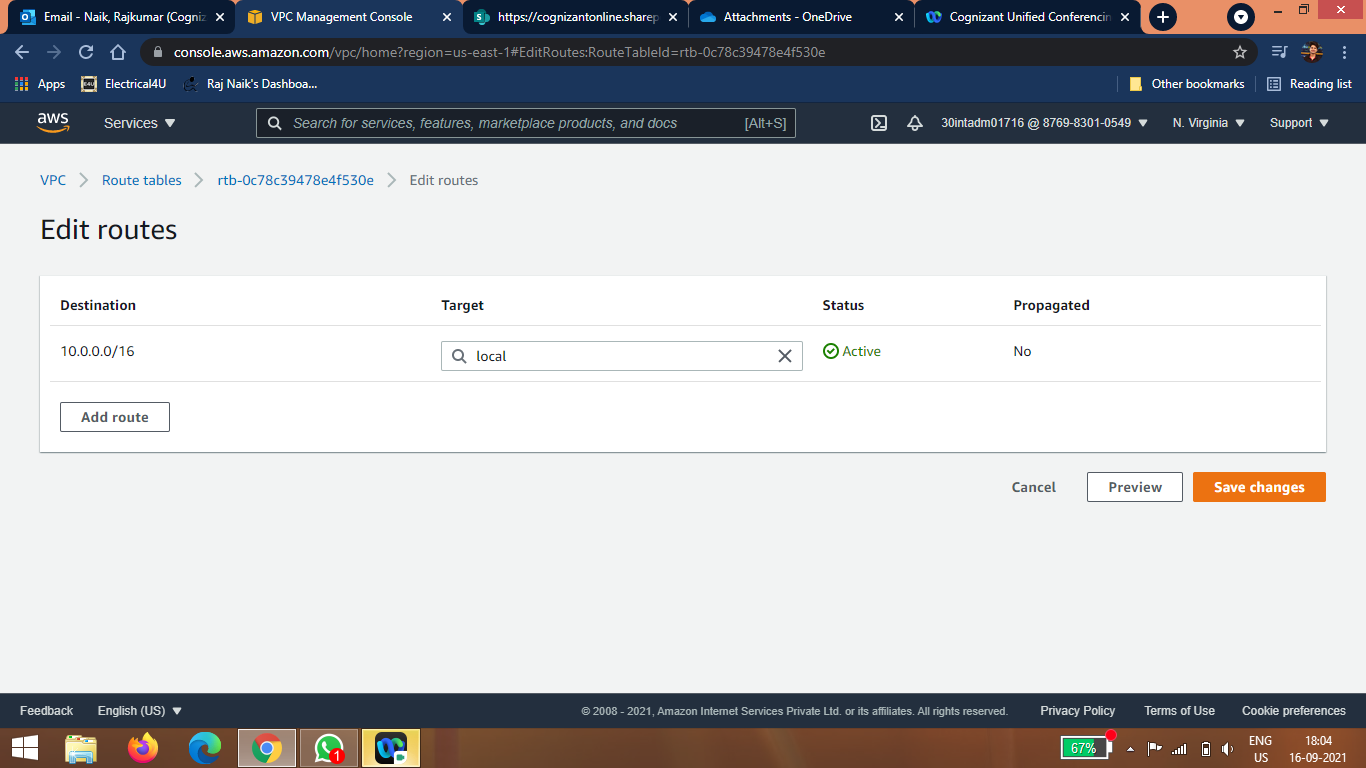 Email - Naik, Rajkumar (Cogniz
VPC Management Console
https://cognizantonline.sharep
Attachments - OneDrive
Cognizant Unified Conferencin
console.aws.amazon.com/vpc/home?region=us-east-1#EditRoutes:RouteTableId=rtb-0c78c39478e4f530e
Apps
Electrical4U
Raj Naik's Dashboa...
Other bookmarks
Reading list
aws
Services
Search for services, features, marketplace products, and docs
[Alt+S]
30intadm01716 @ 8769-8301-0549
N. Virginia
Support
VPC
Route tables
rtb-0c78c39478e4f530e
Edit routes
Edit routes
Destination
Target
Status
Propagated
10.0.0.0/16
local
Active
No
Add route
Cancel
Preview
Save changes
Feedback
English (US)
© 2008 - 2021, Amazon Internet Services Private Ltd. or its affiliates. All rights reserved.
Privacy Policy
Terms of Use
Cookie preferences
1
67%
ENG
US
18:04
16-09-2021